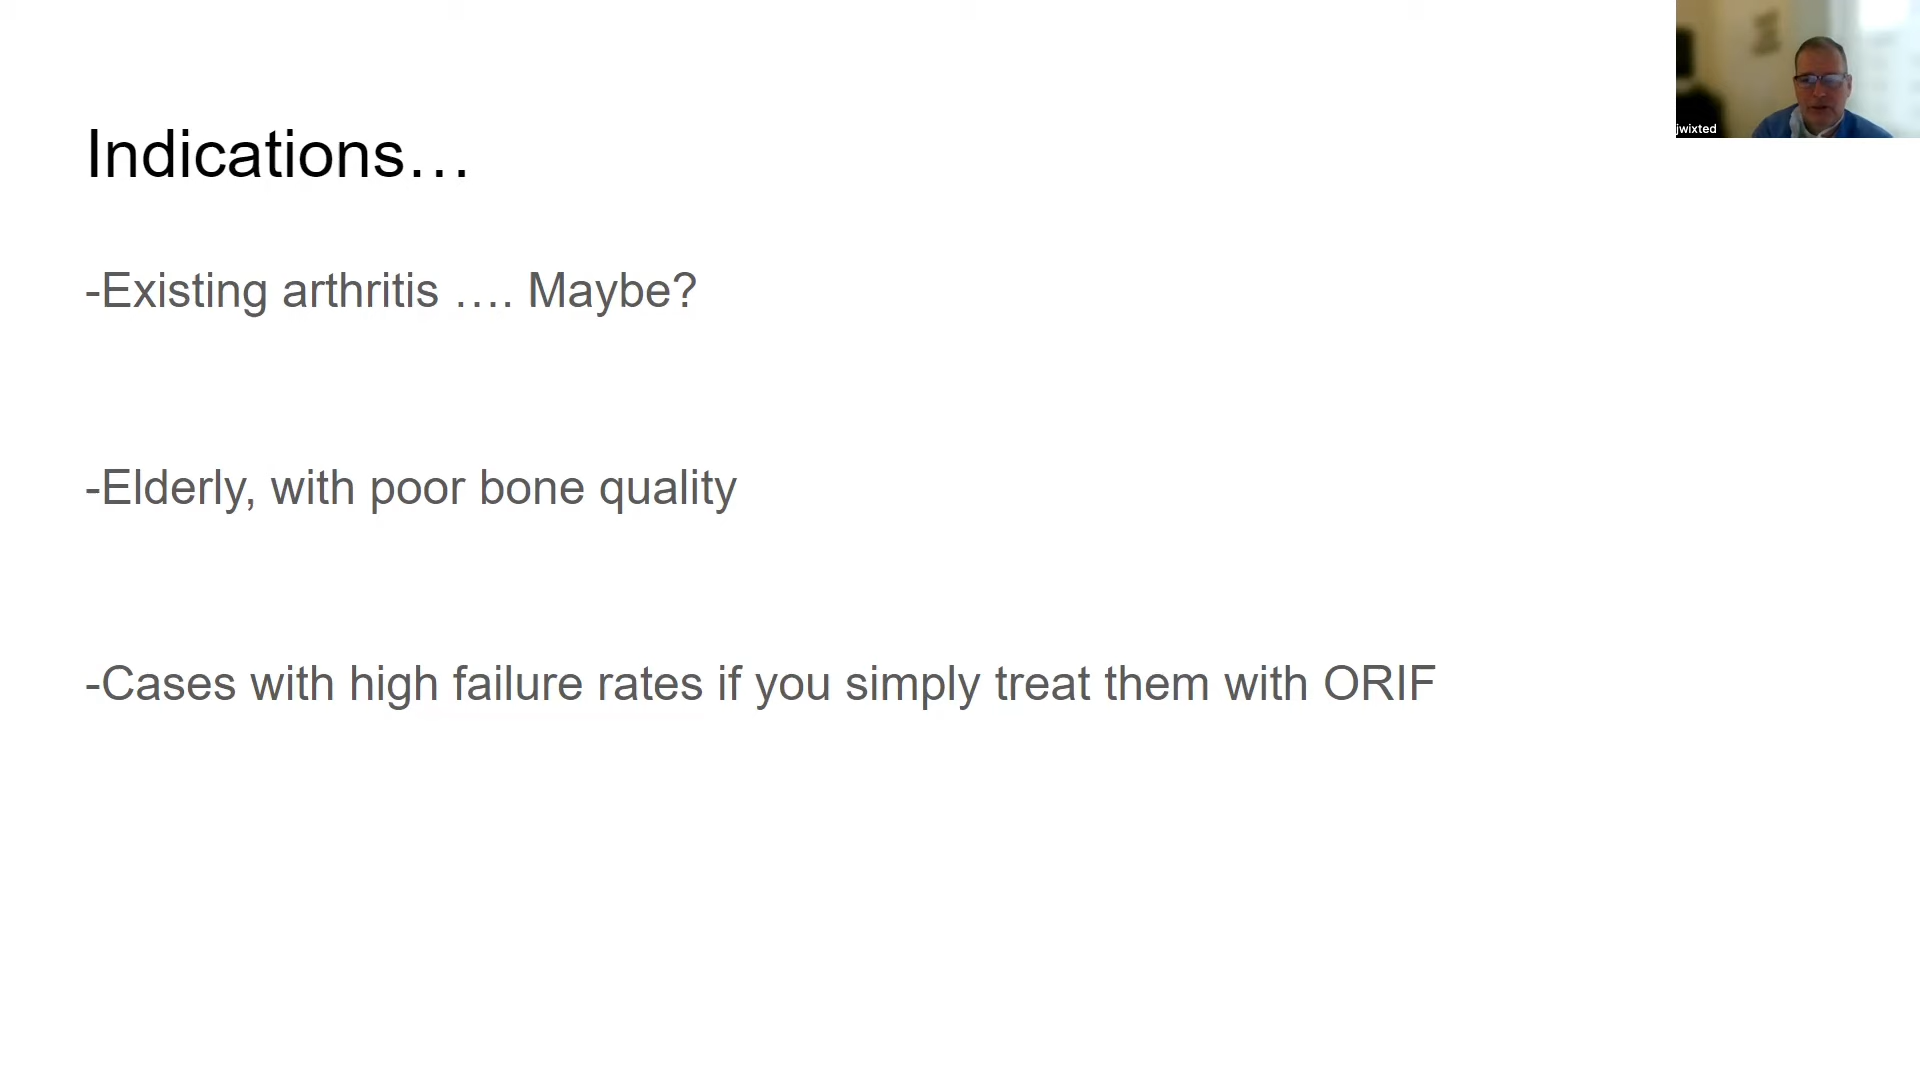 jwixted
Indications…
-Existing arthritis …. Maybe?
-Elderly, with poor bone quality
-Cases with high failure rates if you simply treat them with ORIF